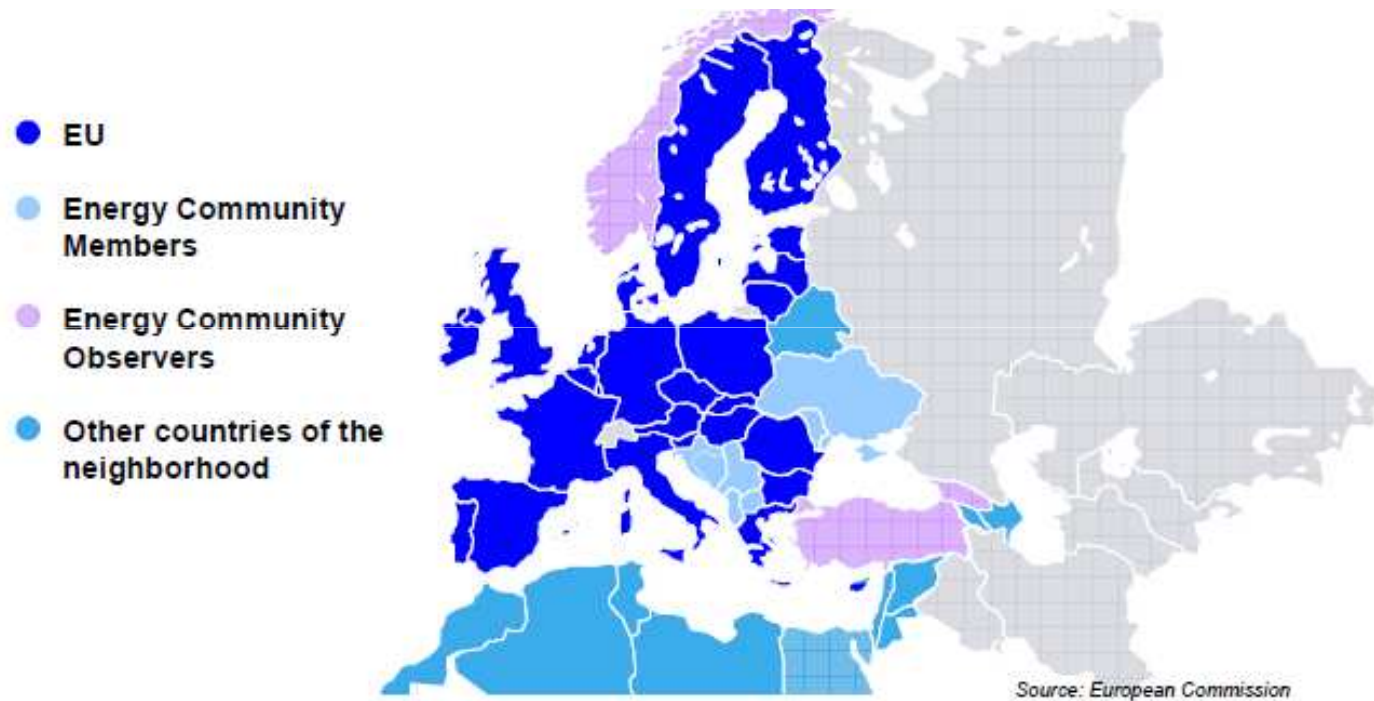 EU
Energy Community
Members
Energy Community
Observers
Other countries of the
neighborhood
Source: European Commission